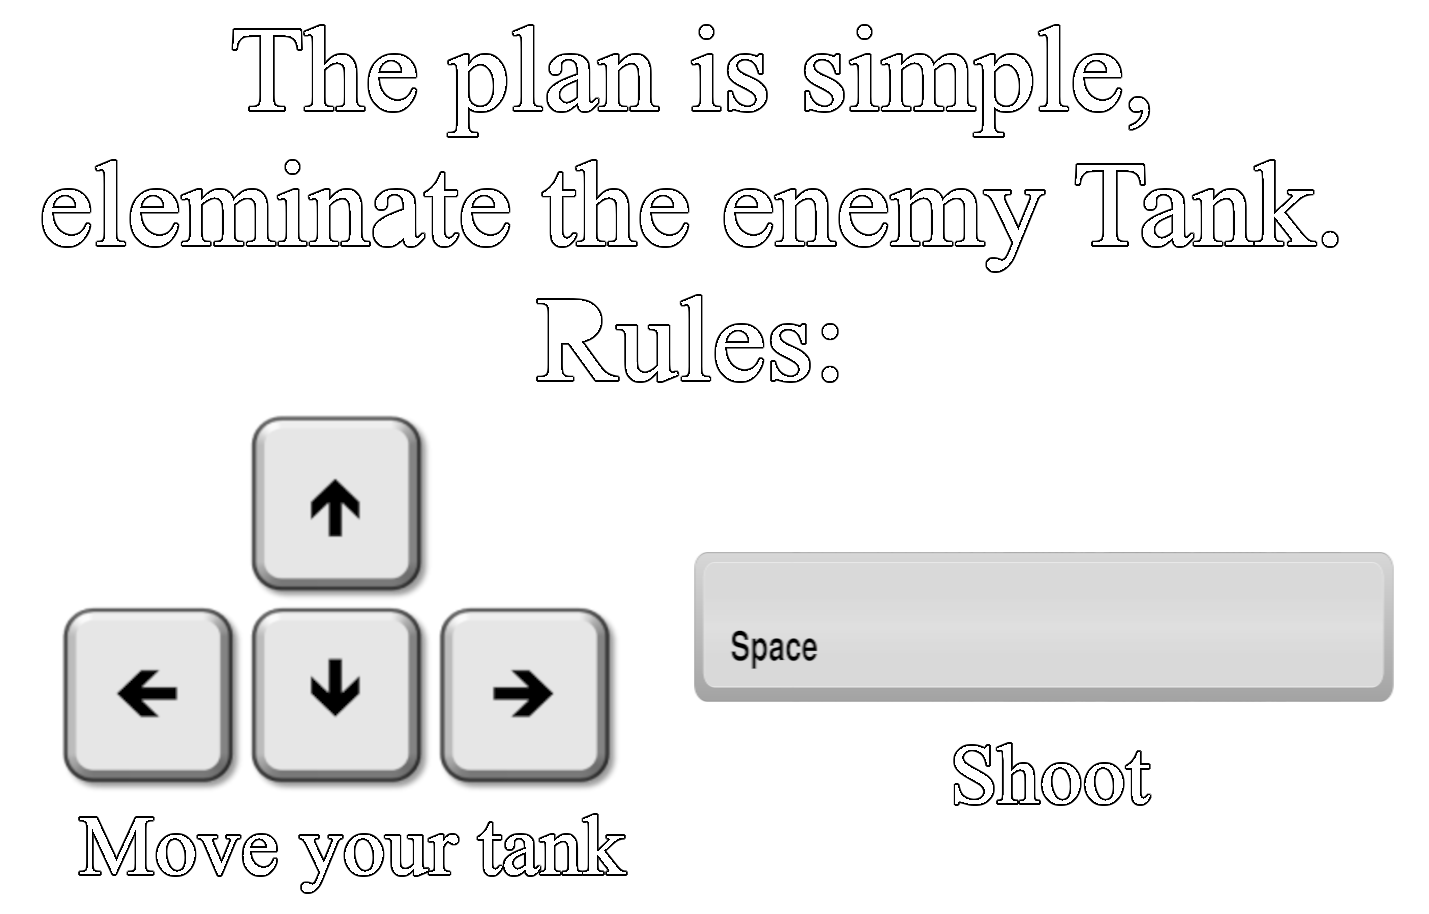 The plan is simple,
eleminate the enemy Tank.
Rules:
Space
Shoot
Move your tank